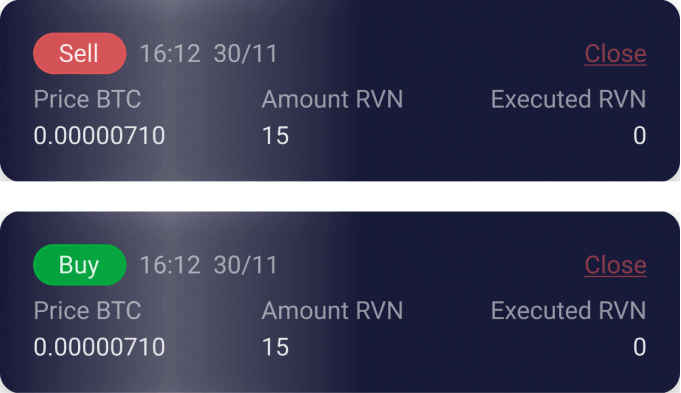 Sell 16:12 30/11 Close
Price BTC Amount RVN Executed RVN
0.00000710 15 0
Buy 16:12 30/11 Close
Price BTC Amount RVN Executed RVN
0.00000710 15 0